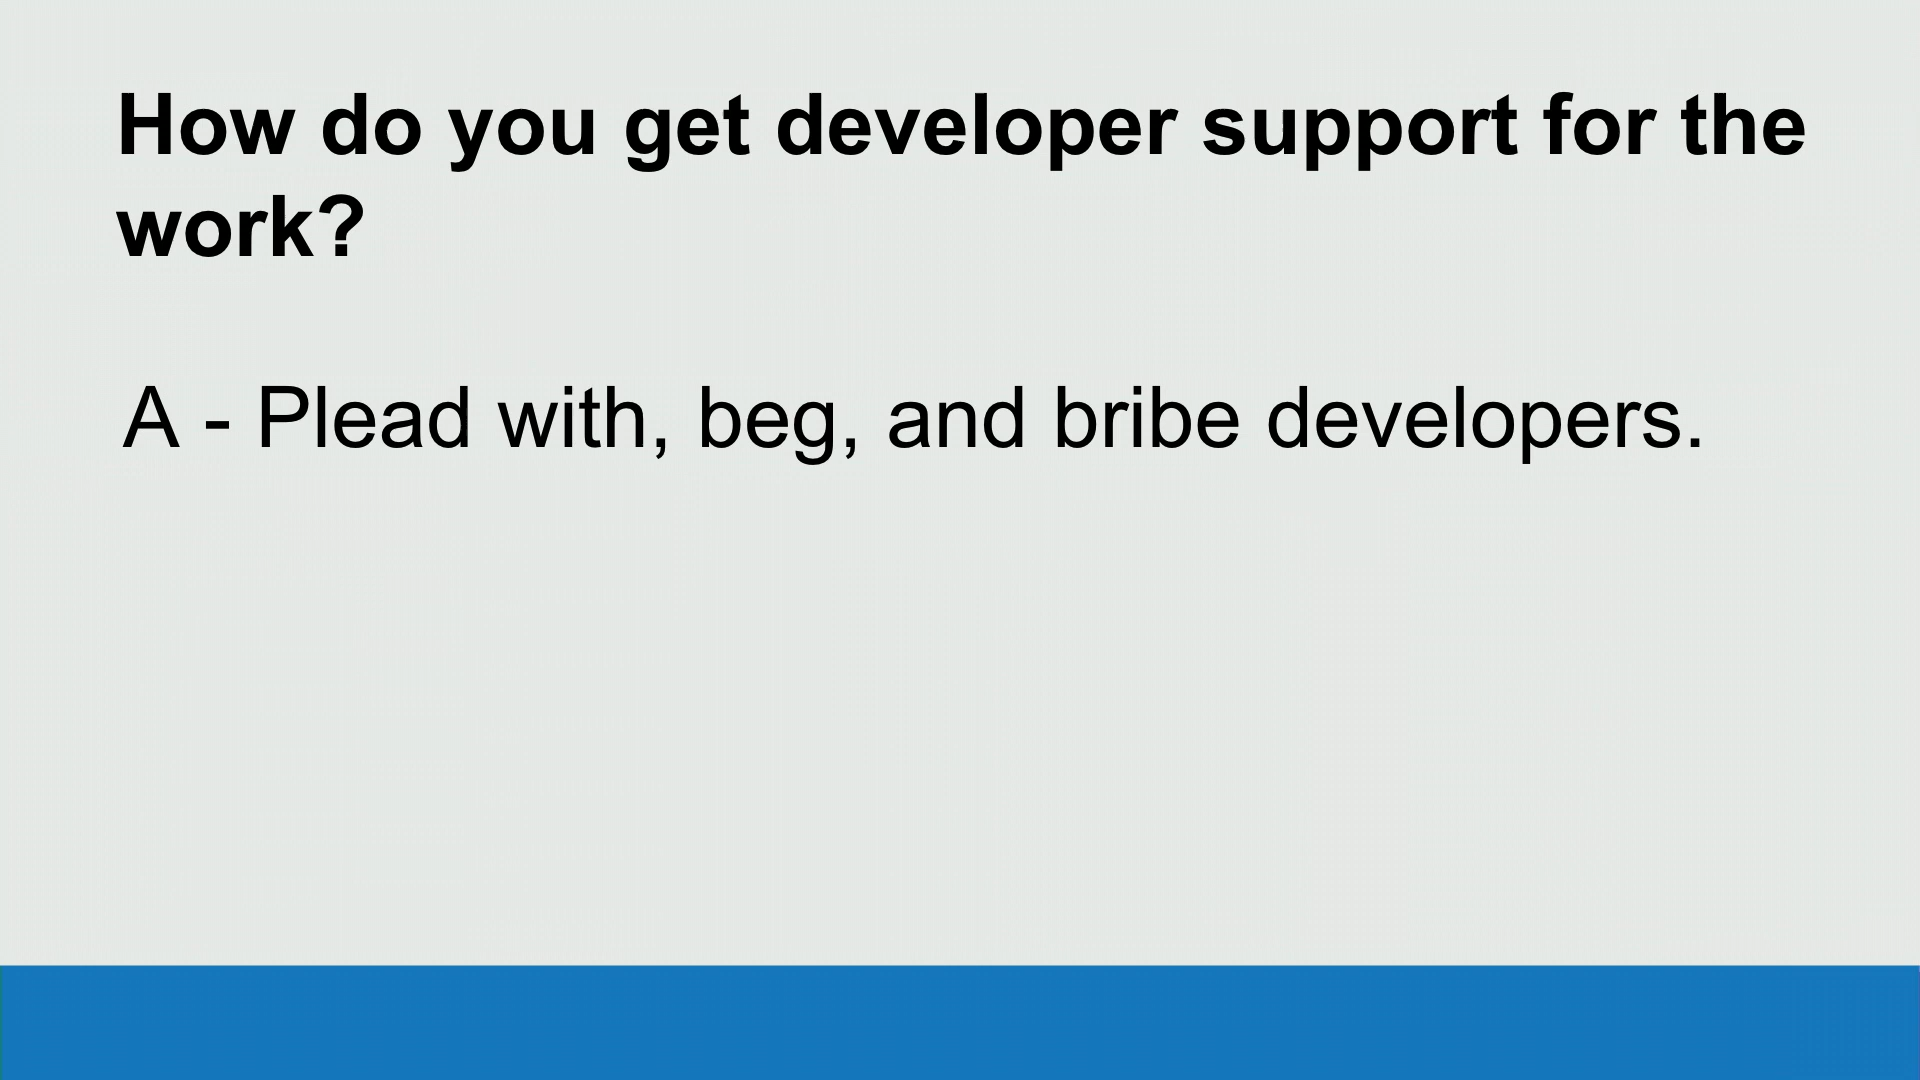 How do you get developer support for the
work?
A - Plead with, beg, and bribe developers.